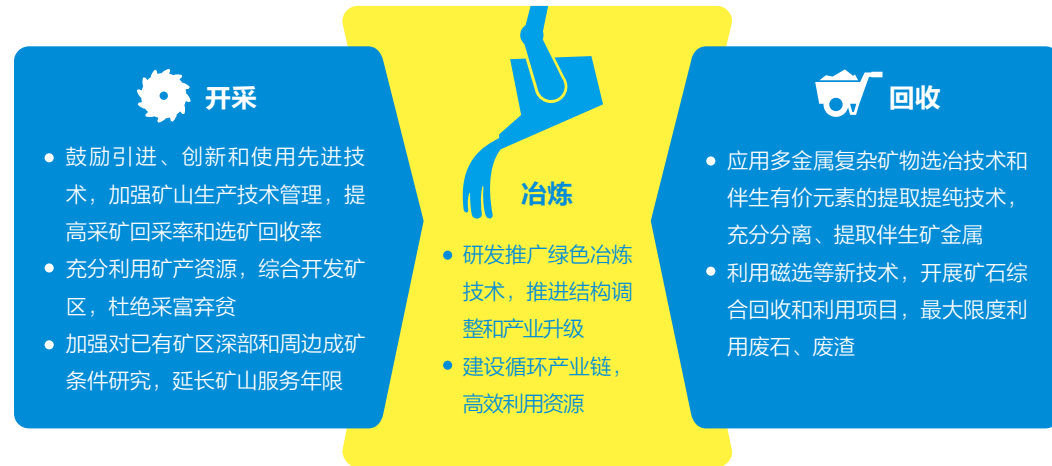 开采
鼓励引进、创新和使用先进技
术，加强矿山生产技术管理，提
高采矿回采率和选矿回收率
充分利用矿产资源，综合开发矿
区，杜绝采富弃贫
加强对已有矿区深部和周边成矿
条件研究，延长矿山服务年限
冶炼
研发推广绿色冶炼
技术，推进结构调
整和产业升级
建设循环产业链，
高效利用资源
回收
应用多金属复杂矿物选冶技术和
伴生有价元素的提取提纯技术，
充分分离、提取伴生矿金属
利用磁选等新技术，开展矿石综
合回收和利用项目，最大限度利
用废石、废渣